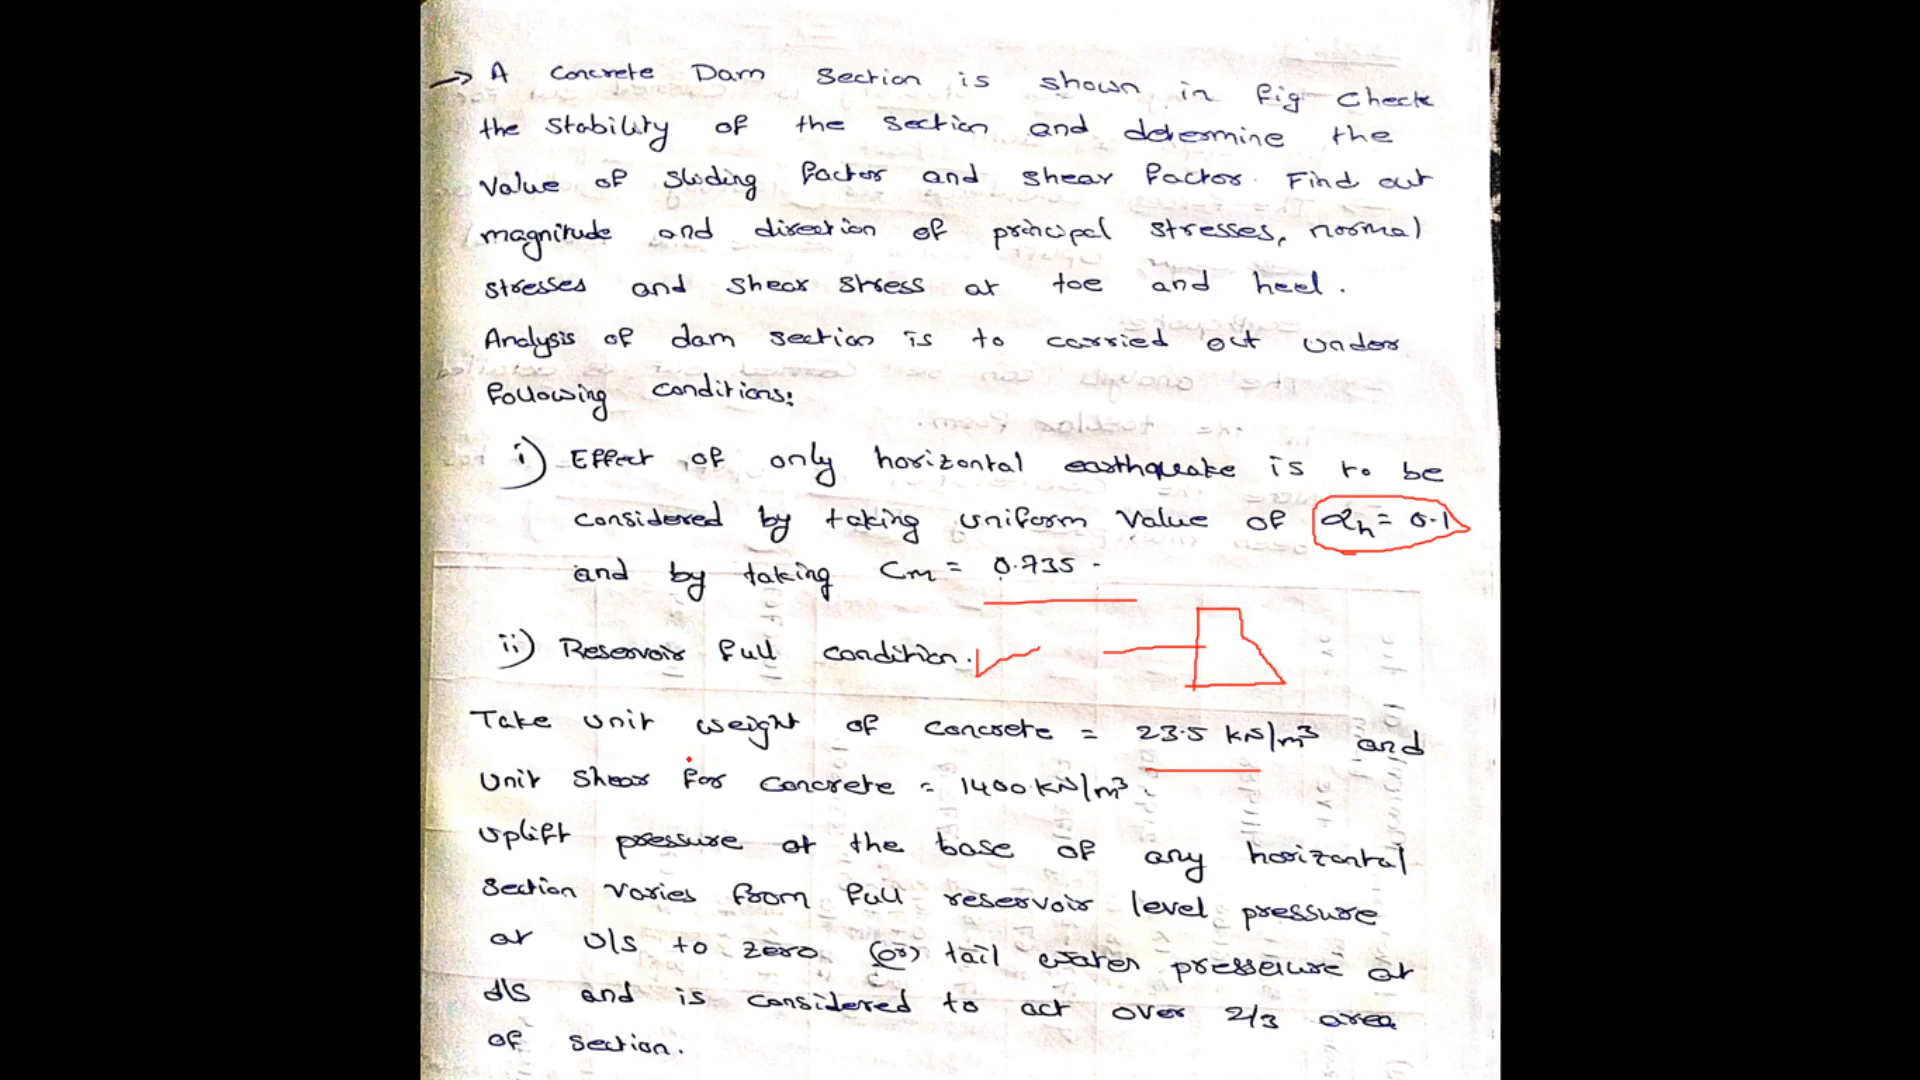 → A concrete Dam section is shown in fig check
the stability of the section and determine the
value of sliding factor and shear factor. Find out
magnitude and direction of principal stresses, normal
stresses and shear stress at toe and heel.
Analysis of dam section is to carried out under
following conditions:
i) Effect of only horizontal earthquake is to be
considered by taking uniform value of αh = 0.1
and by taking Cm = 0.735.
ii) Reservoir full condition.
Take unit weight of concrete = 23.5 kN/m³ and
unit shear for concrete = 1400 kN/m³.
uplift pressure at the base of any horizontal
section varies from full reservoir level pressure
at U/S to zero (or) tail water pressure at
d/s and is considered to act over 2/3 area
of section.